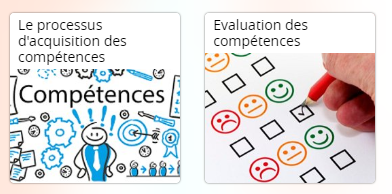 Le processus
d'acquisition des
compétences
Compétences
Evaluation des
compétences